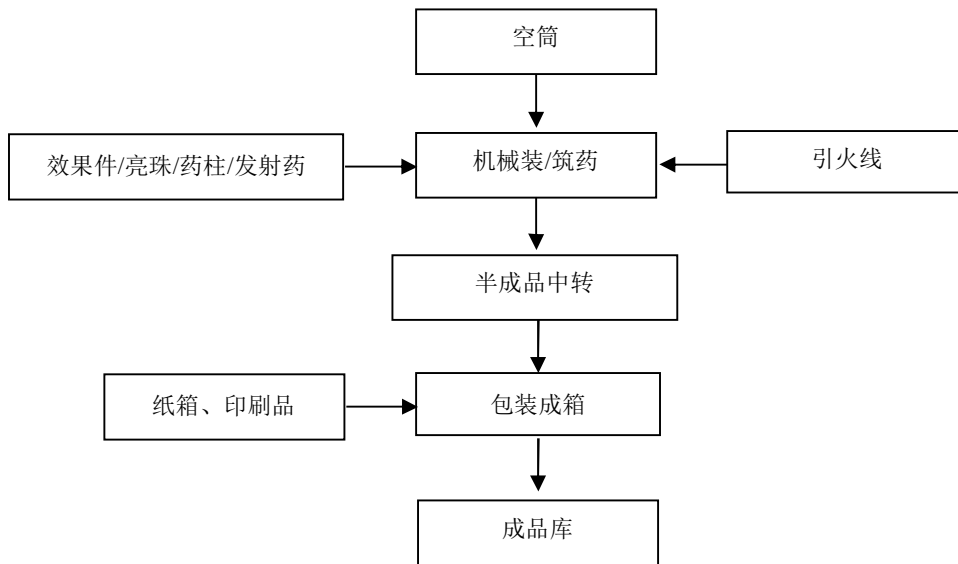 空筒
效果件/亮珠/药柱/发射药
机械装/筑药
引火线
半成品中转
纸箱、印刷品
包装成箱
成品库